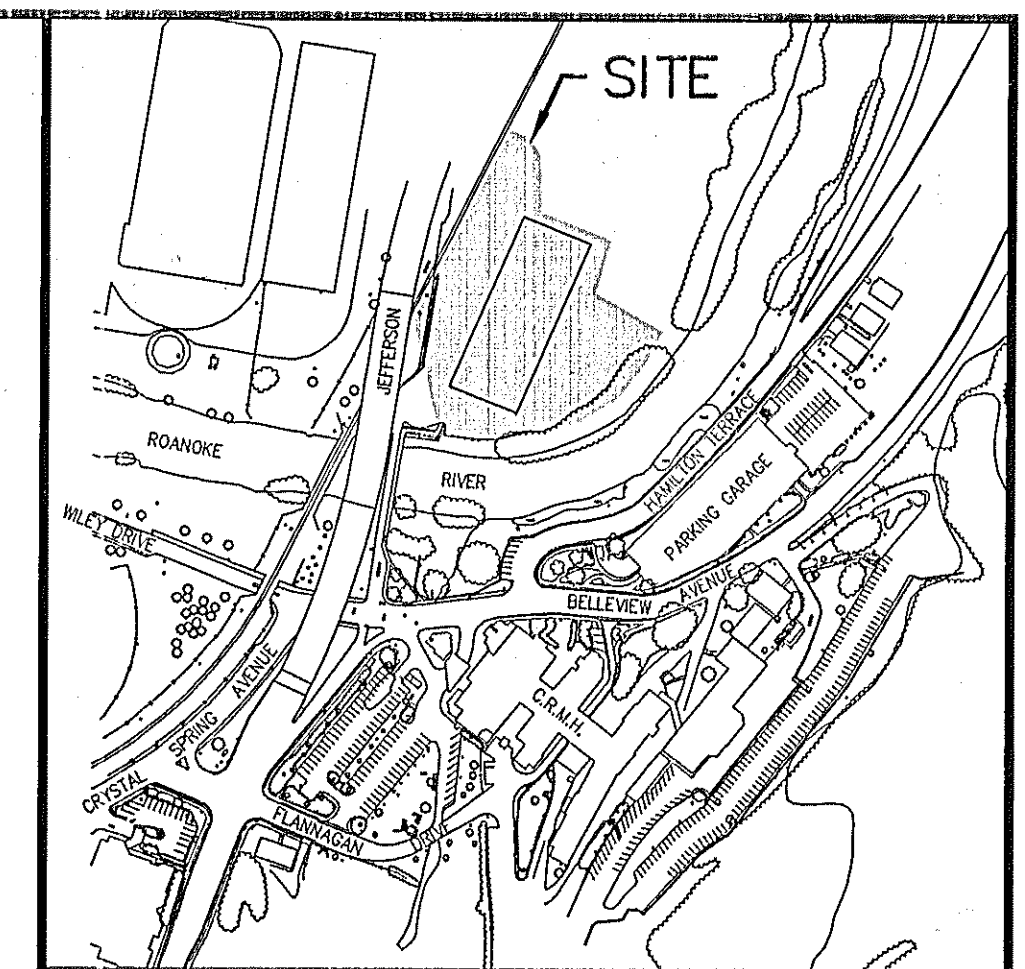 SITE
JEFFERSON
ROANOKE
RIVER
HAMILTON TERRACE
PARKING GARAGE
WILEY DRIVE
BELLEVIEW AVENUE
C.R.M.H.
CRYSTAL SPRING AVENUE
FLANNAGAN DRIVE